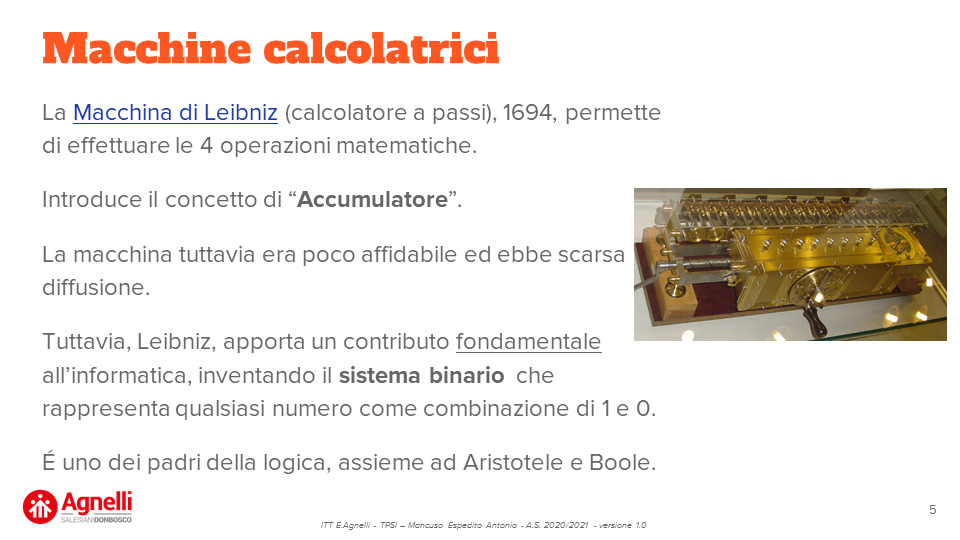 Macchine calcolatrici
La Macchina di Leibniz (calcolatore a passi), 1694, permette
di effettuare le 4 operazioni matematiche.
Introduce il concetto di “Accumulatore”.
La macchina tuttavia era poco affidabile ed ebbe scarsa
diffusione.
Tuttavia, Leibniz, apporta un contributo fondamentale
all’informatica, inventando il sistema binario che
rappresenta qualsiasi numero come combinazione di 1 e 0.
É uno dei padri della logica, assieme ad Aristotele e Boole.
Agnelli
SALESIANIDONBOSCO
ITT E.Agnelli - TPSI – Mancuso Espedito Antonio - A.S. 2020/2021 - versione 1.0
5